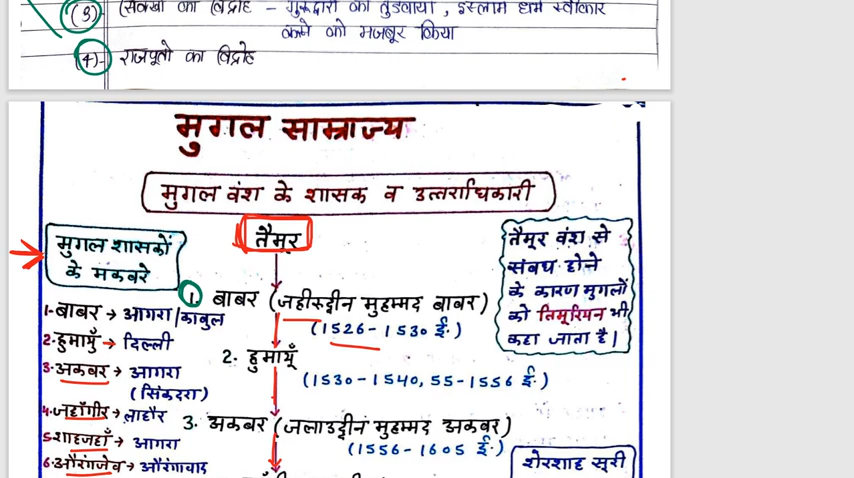 (3) सिक्खों का विद्रोह – गुरुद्वारों को तुड़वाया, इस्लाम धर्म स्वीकार
करने को मजबूर किया
(4) राजपूतों का विद्रोह
मुगल साम्राज्य
मुगल वंश के शासक व उत्तराधिकारी
मुगल शासकों
के मकबरे
1-बाबर → आगरा/काबुल
2-हुमायुँ → दिल्ली
3-अकबर → आगरा
(सिकंदरा)
4-जहाँगीर → लाहौर
5-शाहजहाँ → आगरा
6-औरंगजेब → औरंगाबाद
तैमूर
1. बाबर (जहीरुद्दीन मुहम्मद बाबर)
(1526-1530 ई.)
2. हुमायूँ
(1530-1540, 55-1556 ई.)
3. अकबर (जलाउद्दीन मुहम्मद अकबर)
(1556-1605 ई.)
तैमूर वंश से
संबध होने
के कारण मुगलों
को तिमूरियन भी
कहा जाता है।
शेरशाह सूरी